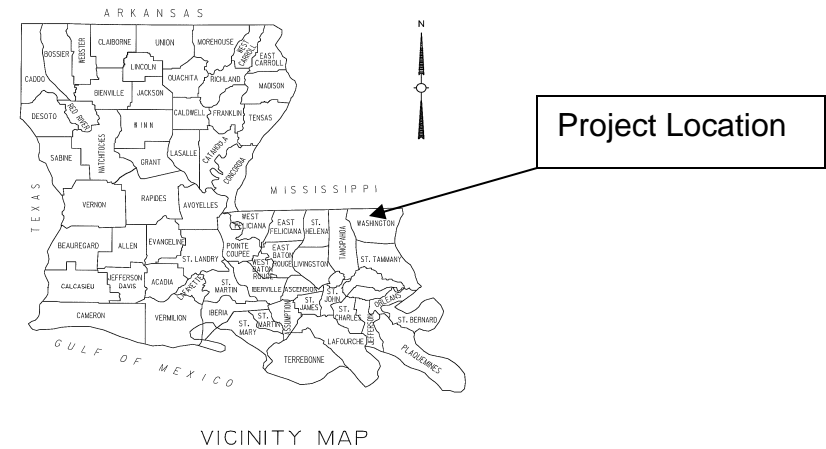 ARKANSAS
N
CLAIBORNE
UNION
MOREHOUSE
WEST
CARROLL
EAST
CARROLL
WEBSTER
BOSSIER
CADDO
LINCOLN
OUACHITA
RICHLAND
MADISON
BIENVILLE
JACKSON
DESOTO
RED RIVER
CALDWELL
FRANKLIN
TENSAS
WINN
NATCHITOCIES
SABINE
GRANT
LASALLE
CATAHOOLA
CONCORDIA
Project Location
MISSISSIPPI
TEXAS
VERNON
RAPIDES
AVOYELLES
WEST
FELICIANA
EAST
FELICIANA
ST.
HELENA
TANGIPAHOA
WASHINGTON
BEAUREGARD
ALLEN
EVANGELINE
ST. LANDRY
POINTE
COUPEE
WEST
BATON
ROUGE
EAST
BATON
ROUGE
LIVINGSTON
ST. TAMMANY
CALCASIEU
JEFFERSON
DAVIS
ACADIA
LAFAYETTE
ST.
MARTIN
IBERVILLE
ASCENSION
ST.
JAMES
ST.
JOHN
ST.
CHARLES
ORLEANS
JEFFERSON
ST. BERNARD
CAMERON
VERMILION
IBERIA
ST.
MARY
ST.
MARTIN
ASSUMPTION
LAFOURCHE
TERREBONNE
PLAQUEMINES
GULF OF MEXICO
VICINITY MAP